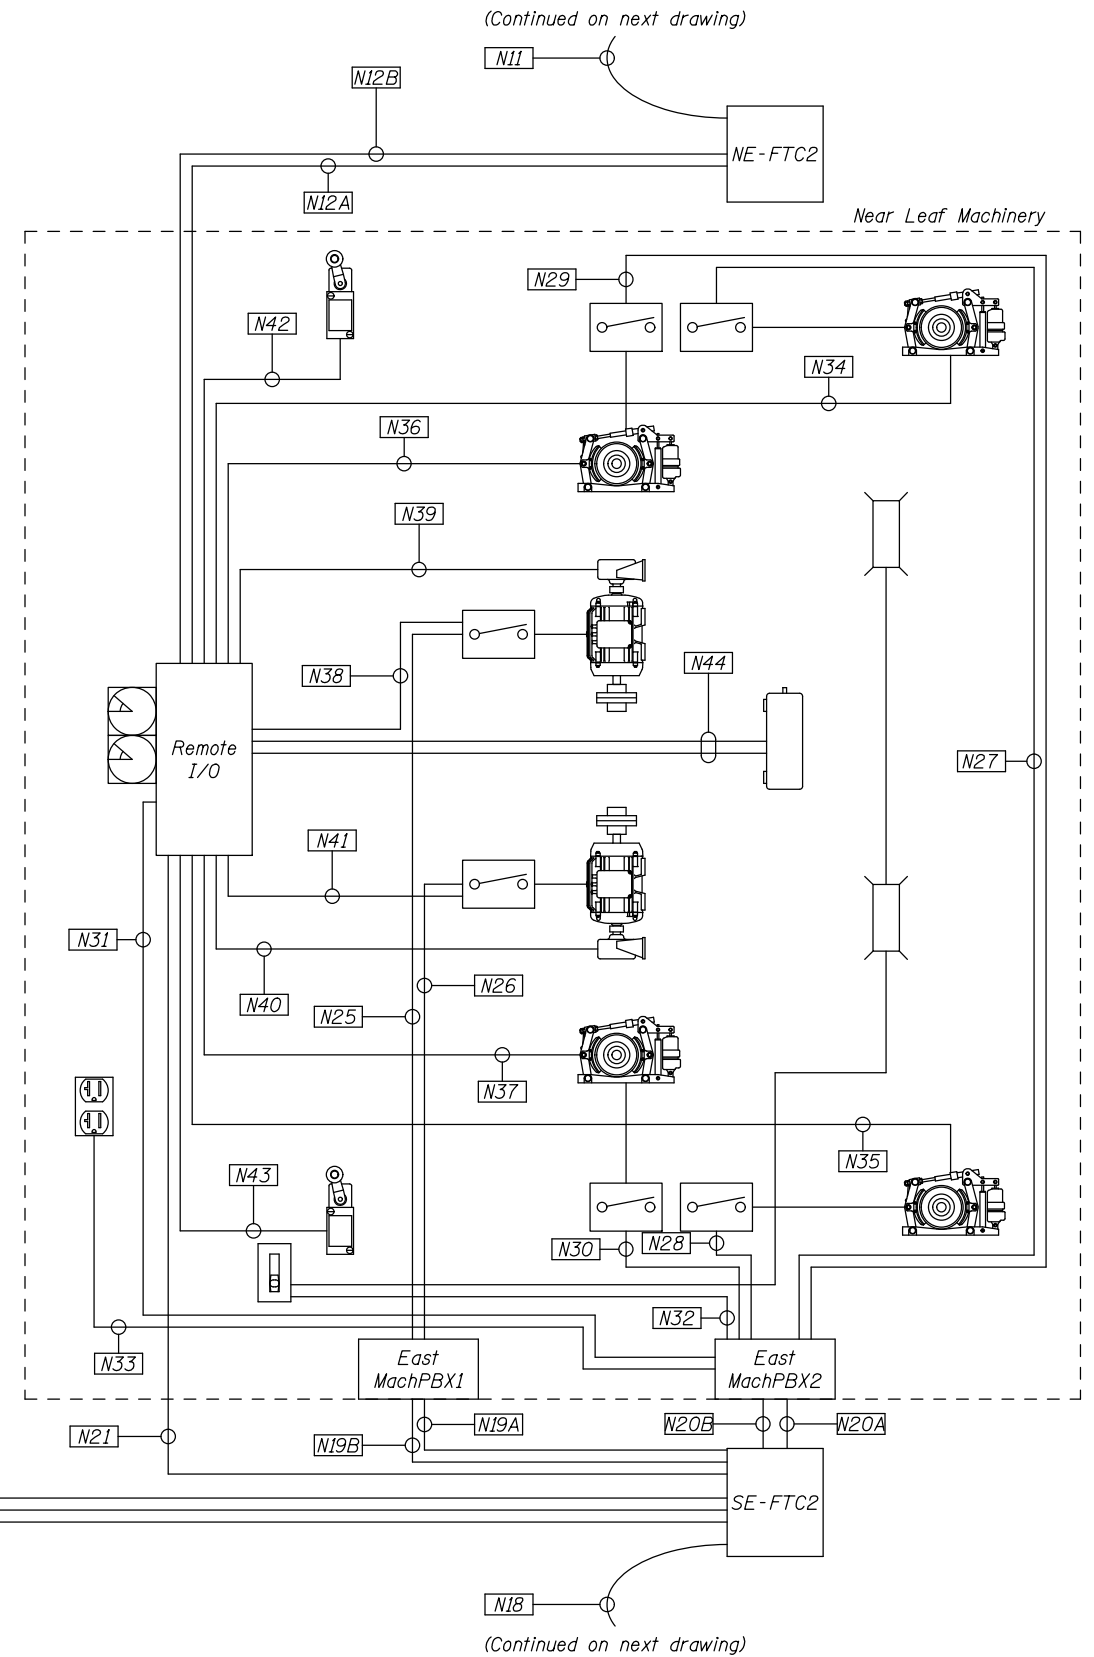 (Continued on next drawing)
N11
N12B
NE-FTC2
N12A
Near Leaf Machinery
N29
N42
N34
N36
N39
N38
N44
Remote
I/O
N27
N41
N31
N26
N40
N25
N37
N35
N43
N30
N28
N32
N33
East
MachPBX1
East
MachPBX2
N19A
N20B
N20A
N21
N19B
SE-FTC2
N18
(Continued on next drawing)